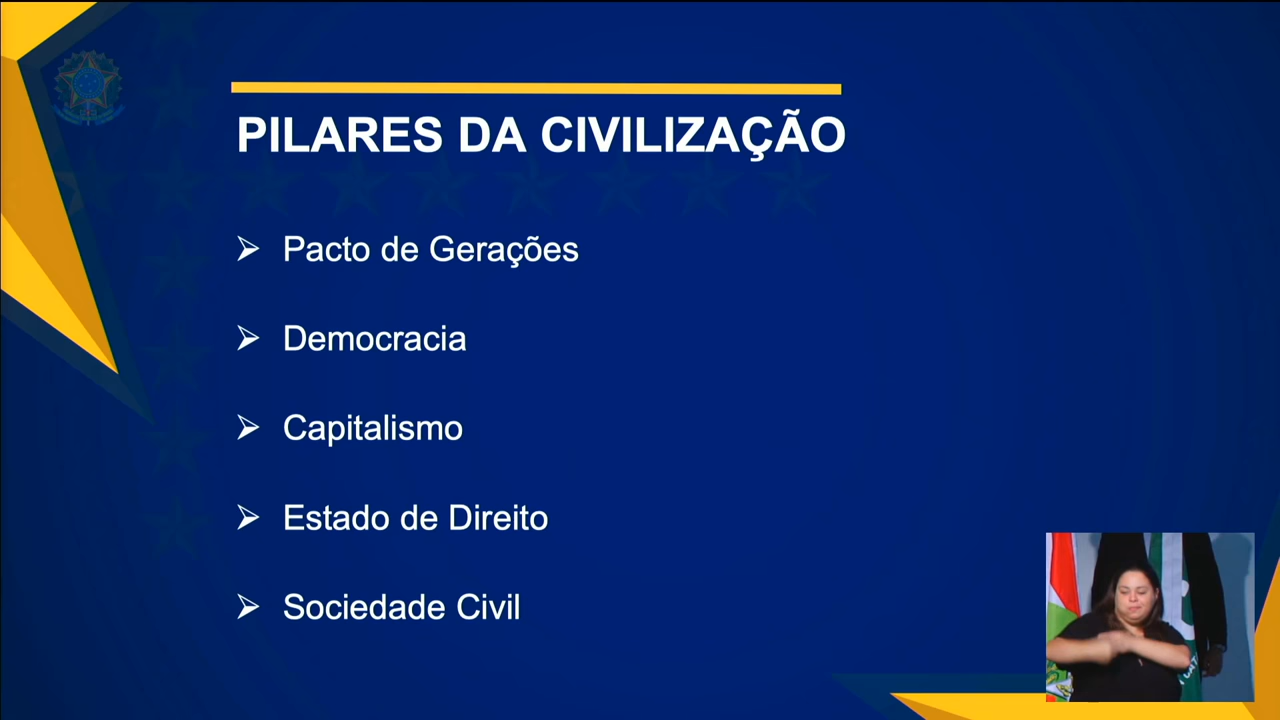 PILARES DA CIVILIZAÇÃO
➢ Pacto de Gerações
➢ Democracia
➢ Capitalismo
➢ Estado de Direito
➢ Sociedade Civil